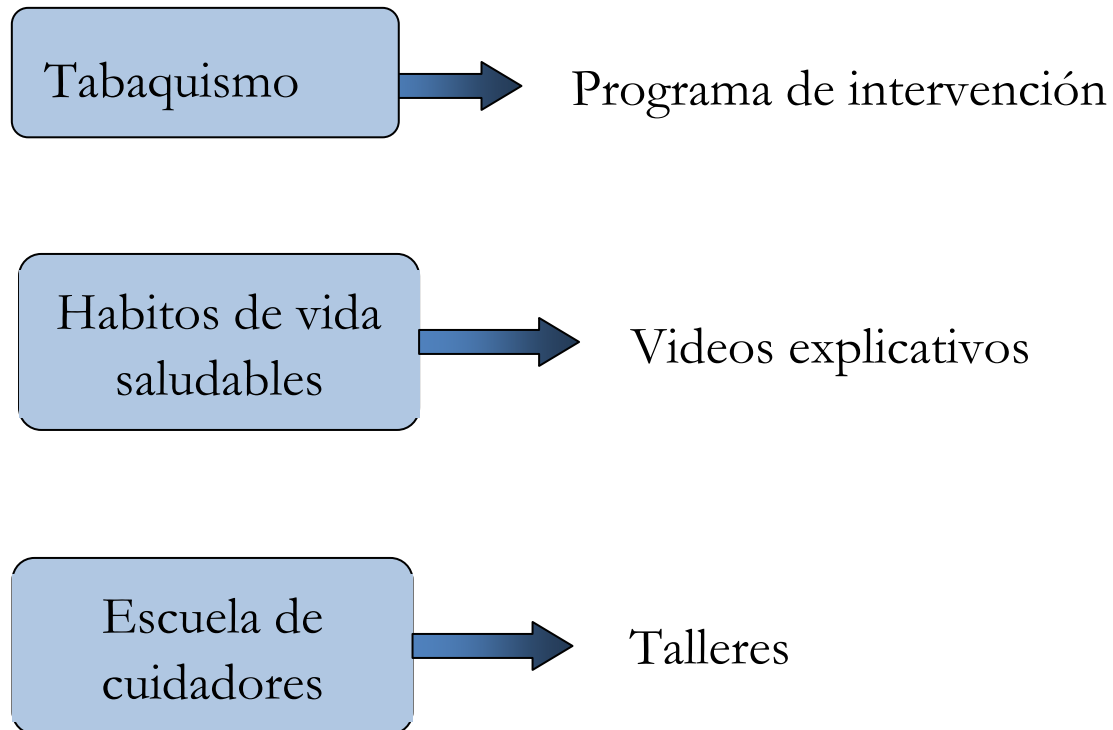 Tabaquismo
Programa de intervención
Habitos de vida
saludables
Videos explicativos
Escuela de
cuidadores
Talleres